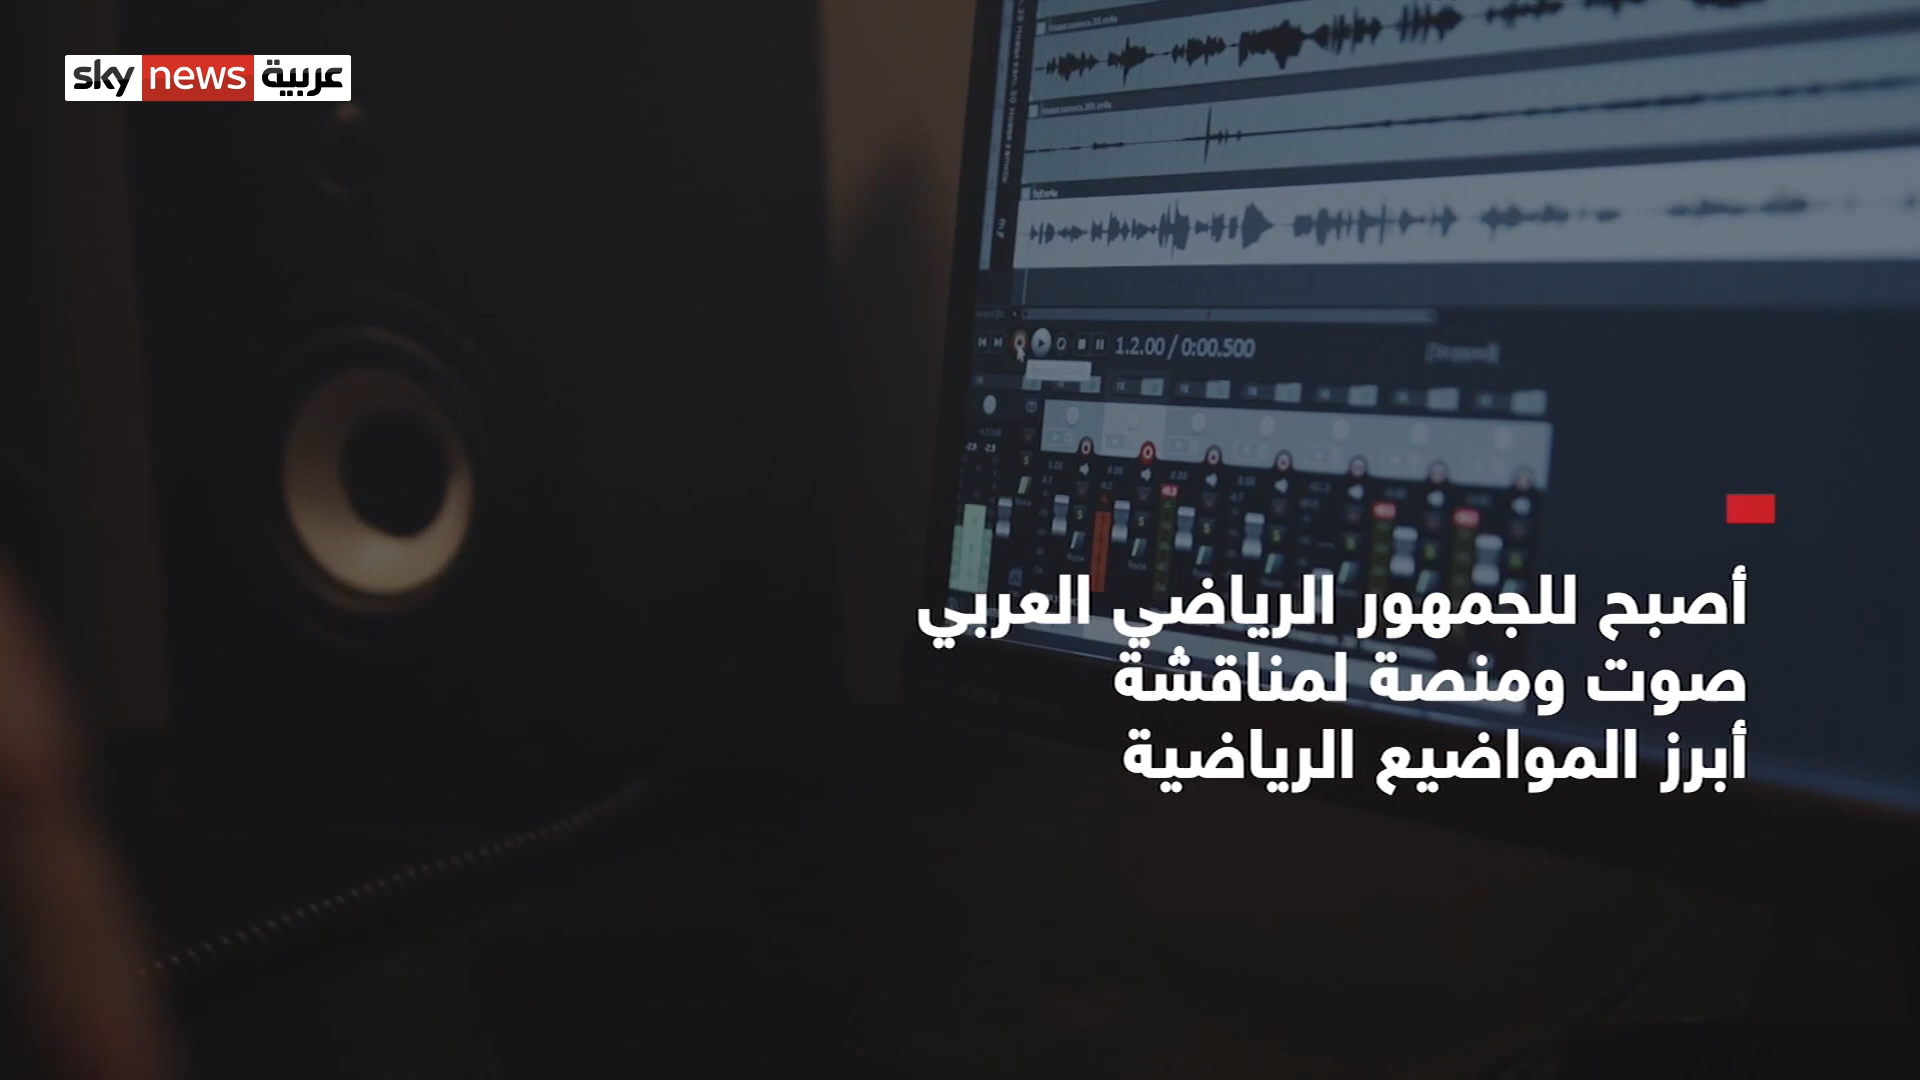 sky news عربية
1.2.00 / 0:00.500
[Stopped]
أصبح للجمهور الرياضي العربي
صوت ومنصة لمناقشة
أبرز المواضيع الرياضية